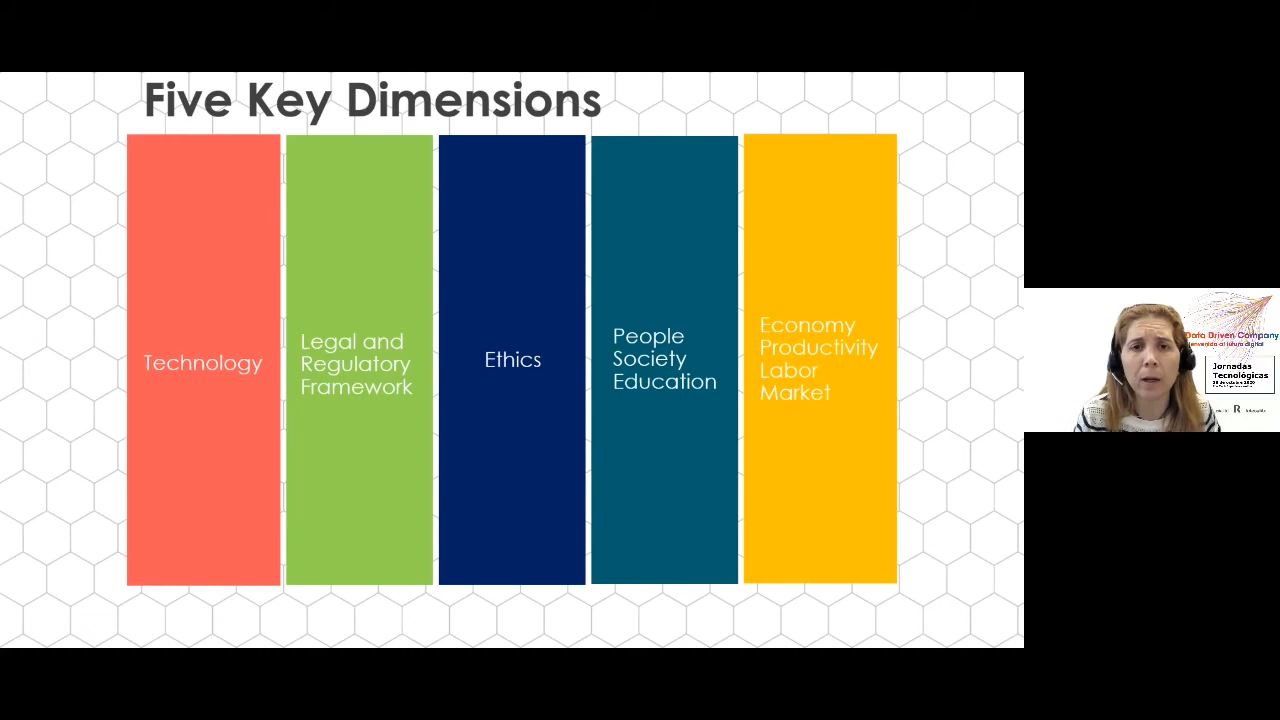 Five Key Dimensions
Technology
Legal and
Regulatory
Framework
Ethics
People
Society
Education
Economy
Productivity
Labor
Market
Data Driven Company
Jornadas
Tecnológicas